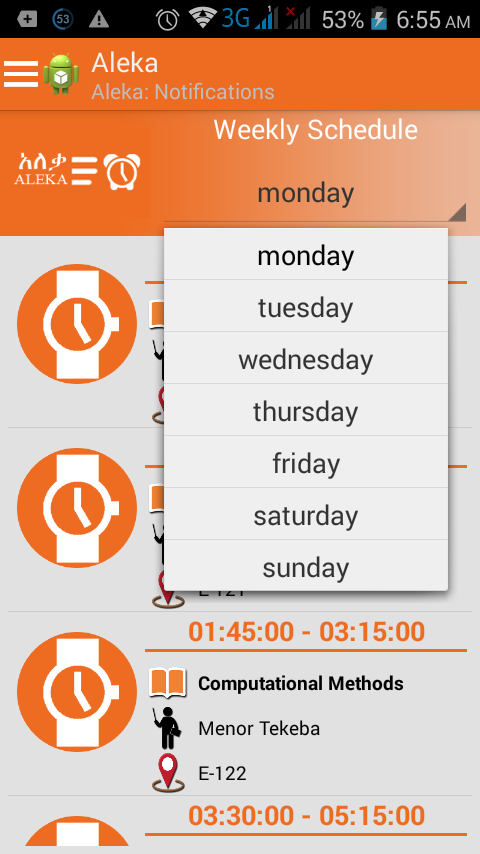 53
3G
53%
6:55 AM
Aleka
Aleka: Notifications
Weekly Schedule
አለቃ
ALEKA
monday
monday
tuesday
wednesday
thursday
friday
saturday
sunday
E-121
01:45:00 - 03:15:00
Computational Methods
Menor Tekeba
E-122
03:30:00 - 05:15:00